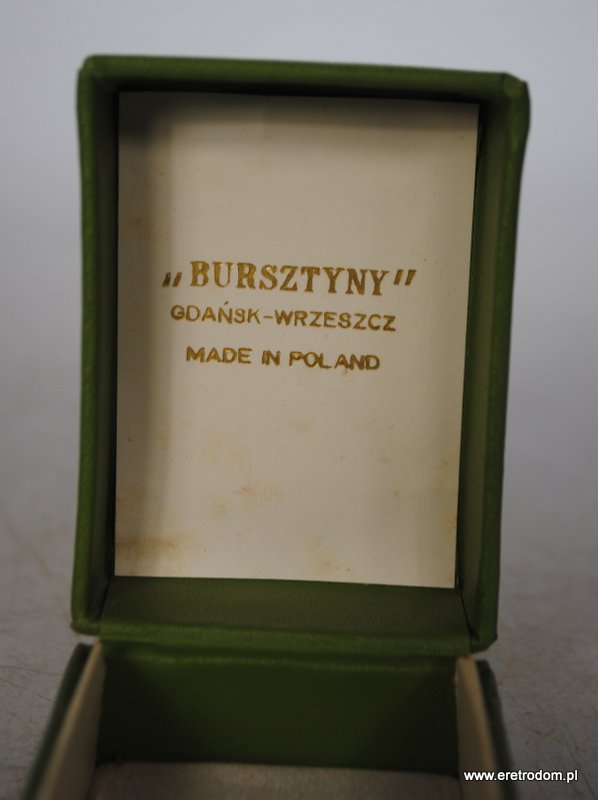 „BURSZTYNY"
GDAŃSK-WRZESZCZ
MADE IN POLAND
www.eretrodom.pl